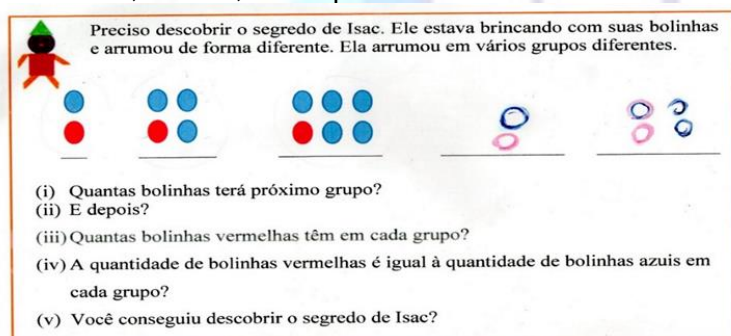 Preciso descobrir o segredo de Isac. Ele estava brincando com suas bolinhas
e arrumou de forma diferente. Ela arrumou em vários grupos diferentes.
(i) Quantas bolinhas terá próximo grupo?
(ii) E depois?
(iii) Quantas bolinhas vermelhas têm em cada grupo?
(iv) A quantidade de bolinhas vermelhas é igual à quantidade de bolinhas azuis em
cada grupo?
(v) Você conseguiu descobrir o segredo de Isac?